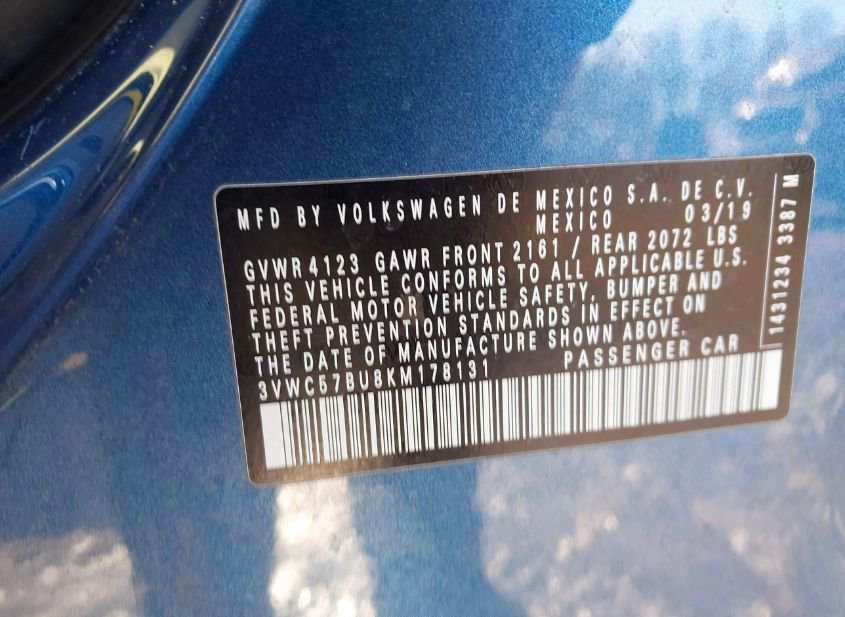 MFD BY VOLKSWAGEN DE MEXICO S.A. DE C.V.
MEXICO 03/19
GVWR 4123 GAWR FRONT 2161 / REAR 2072 LBS
THIS VEHICLE CONFORMS TO ALL APPLICABLE U.S.
FEDERAL MOTOR VEHICLE SAFETY, BUMPER AND
THEFT PREVENTION STANDARDS IN EFFECT ON
THE DATE OF MANUFACTURE SHOWN ABOVE.
3VWC57BU8KM178131 PASSENGER CAR
1431234 3387 M